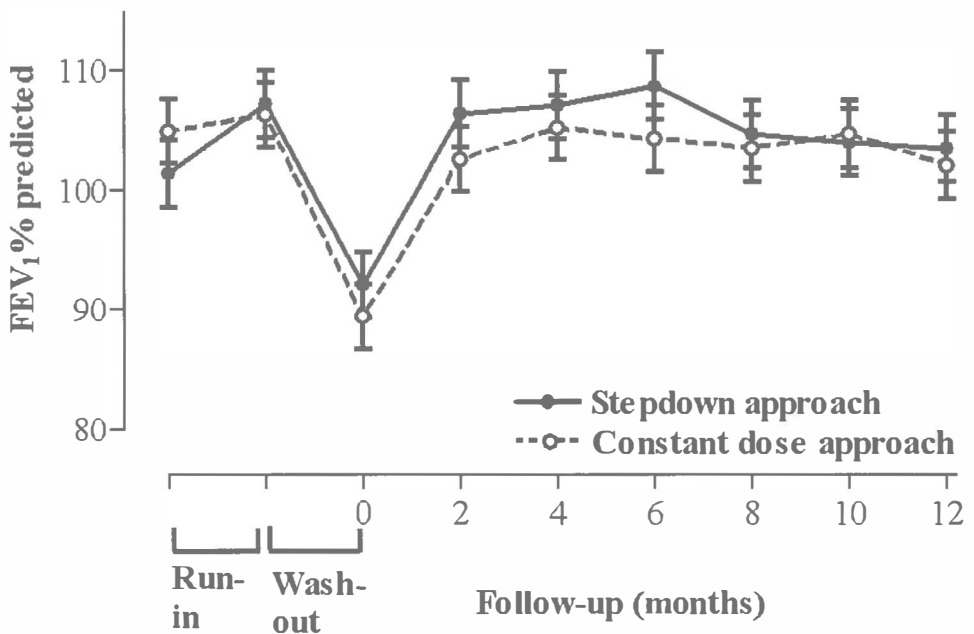 FEV₁% predicted
110
100
90
80
Stepdown approach
Constant dose approach
0 2 4 6 8 10 12
Run-
in
Wash-
out
Follow-up (months)